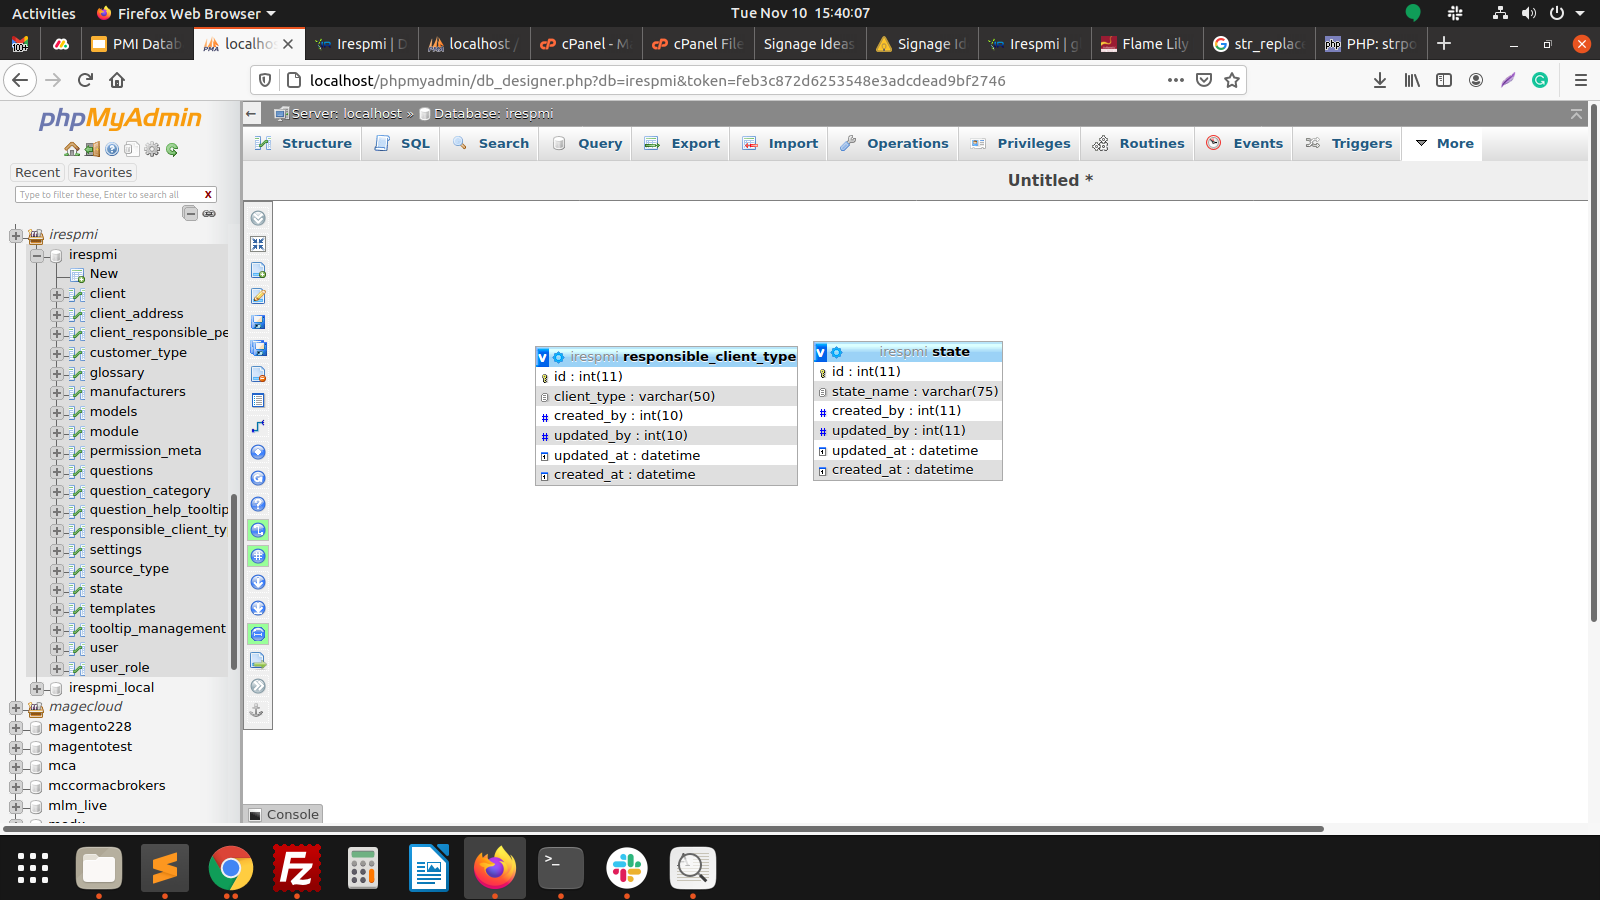 Activities
Firefox Web Browser
Tue Nov 10  15:40:07
PMI Datab
localho
Irespmi | D
localhost /
cPanel - M
cPanel File
Signage Ideas
Signage Id
Irespmi | g
Flame Lily
str_replac
PHP: strpo
localhost/phpmyadmin/db_designer.php?db=irespmi&token=feb3c872d6253548e3adcdead9bf2746
phpMyAdmin
Recent
Favorites
Type to filter these, Enter to search all
X
irespmi
irespmi
New
client
client_address
client_responsible_pe
customer_type
glossary
manufacturers
models
module
permission_meta
questions
question_category
question_help_tooltip
responsible_client_ty
settings
source_type
state
templates
tooltip_management
user
user_role
irespmi_local
magecloud
magento228
magentotest
mca
mccormacbrokers
mlm_live
Server: localhost » Database: irespmi
Structure
SQL
Search
Query
Export
Import
Operations
Privileges
Routines
Events
Triggers
More
Untitled *
v irespmi responsible_client_type
id : int(11)
client_type : varchar(50)
# created_by : int(10)
# updated_by : int(10)
updated_at : datetime
created_at : datetime
v irespmi state
id : int(11)
state_name : varchar(75)
# created_by : int(11)
# updated_by : int(11)
updated_at : datetime
created_at : datetime
Console